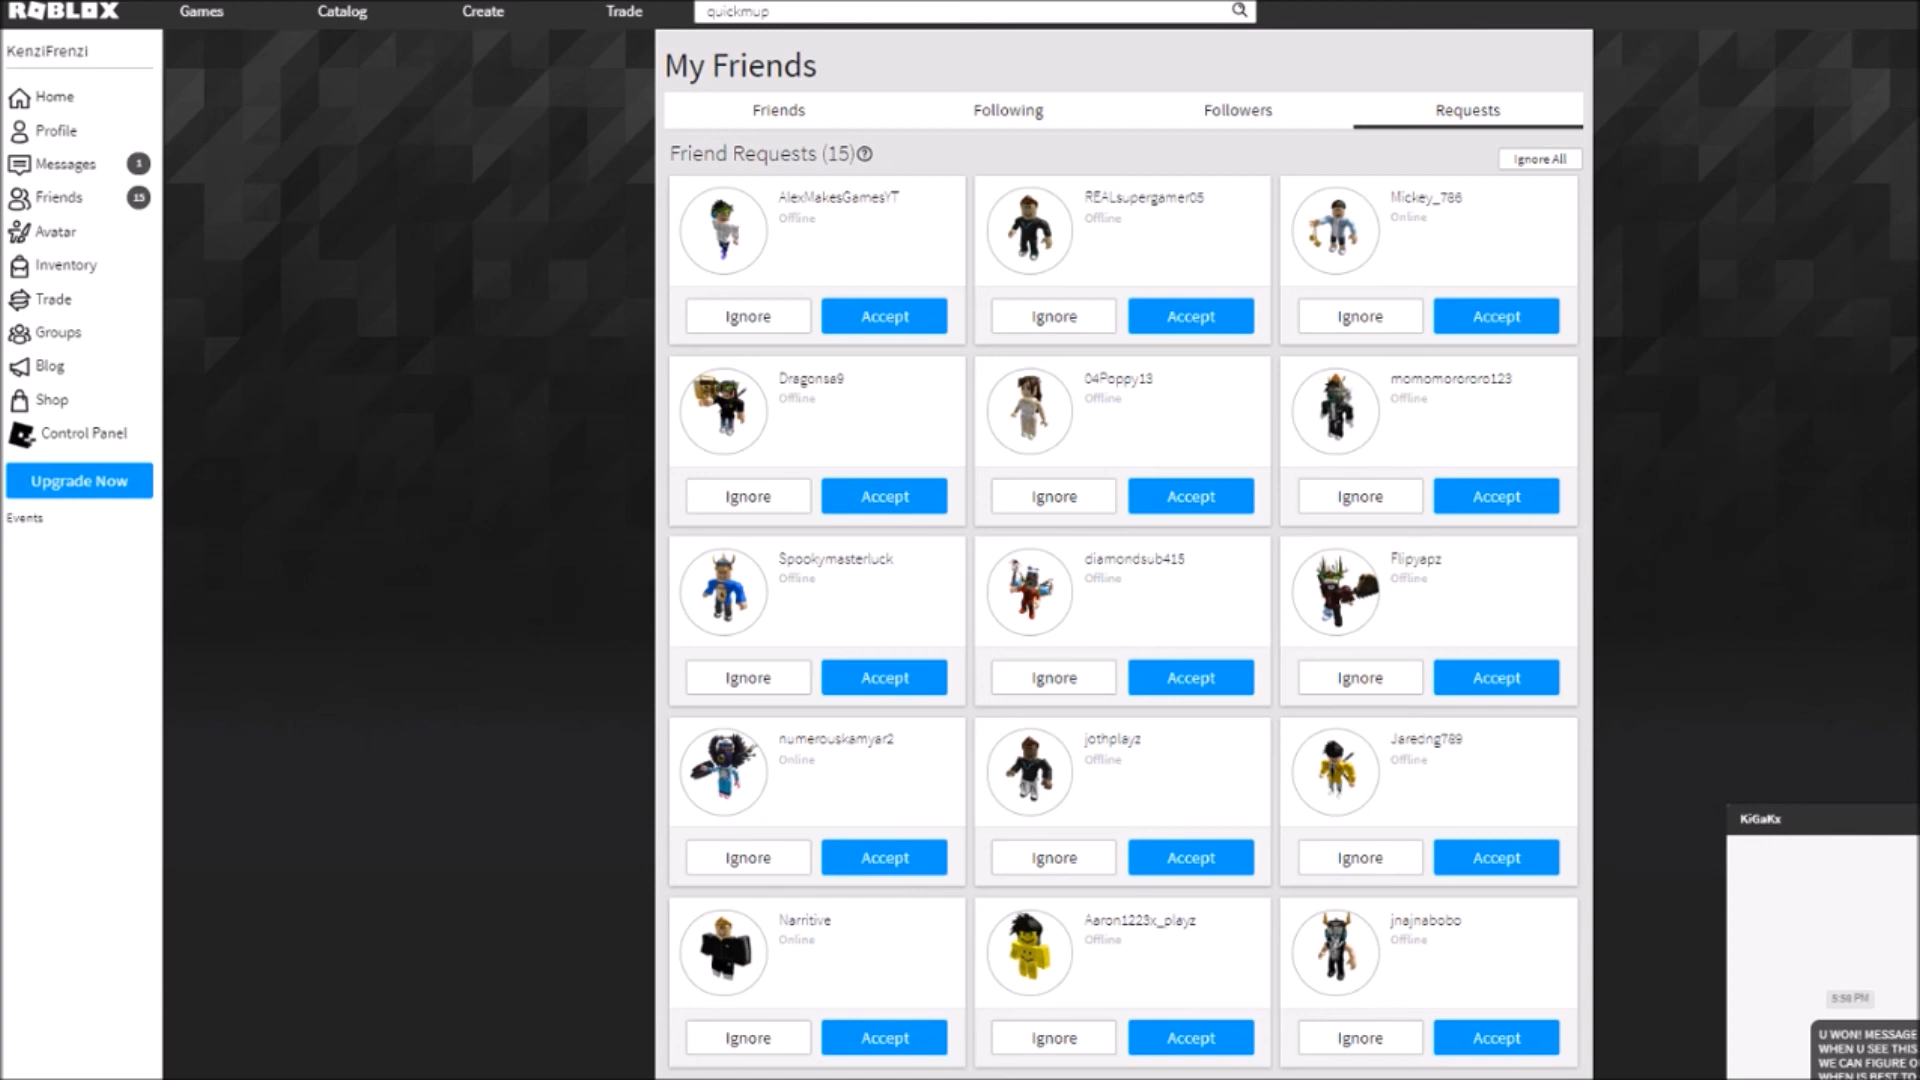 ROBLOX Games Catalog Create Trade quickmup
KenziFrenzi
Home
Profile
Messages 1
Friends 15
Avatar
Inventory
Trade
Groups
Blog
Shop
Control Panel
Upgrade Now
Events
My Friends
Friends Following Followers Requests
Friend Requests (15)
Ignore All
AlexMakesGamesYT REALsupergamer05 Mickey_786
Offline Offline Online
Ignore Accept Ignore Accept Ignore Accept
Dragonsa9 04Poppy13 momomorororo123
Offline Offline Offline
Ignore Accept Ignore Accept Ignore Accept
Spookymasterluck diamondsub415 Flipyapz
Offline Offline Offline
Ignore Accept Ignore Accept Ignore Accept
numerouskamyar2 jothplayz Jaredng789
Online Offline Offline
Ignore Accept Ignore Accept Ignore Accept
Narritive Aaron1223x_playz jnajnabobo
Online Offline Offline
Ignore Accept Ignore Accept Ignore Accept
KiGaKx
5:58 PM
U WON! MESSAGE
WHEN U SEE THIS
WE CAN FIGURE O
WHEN IS BEST TO